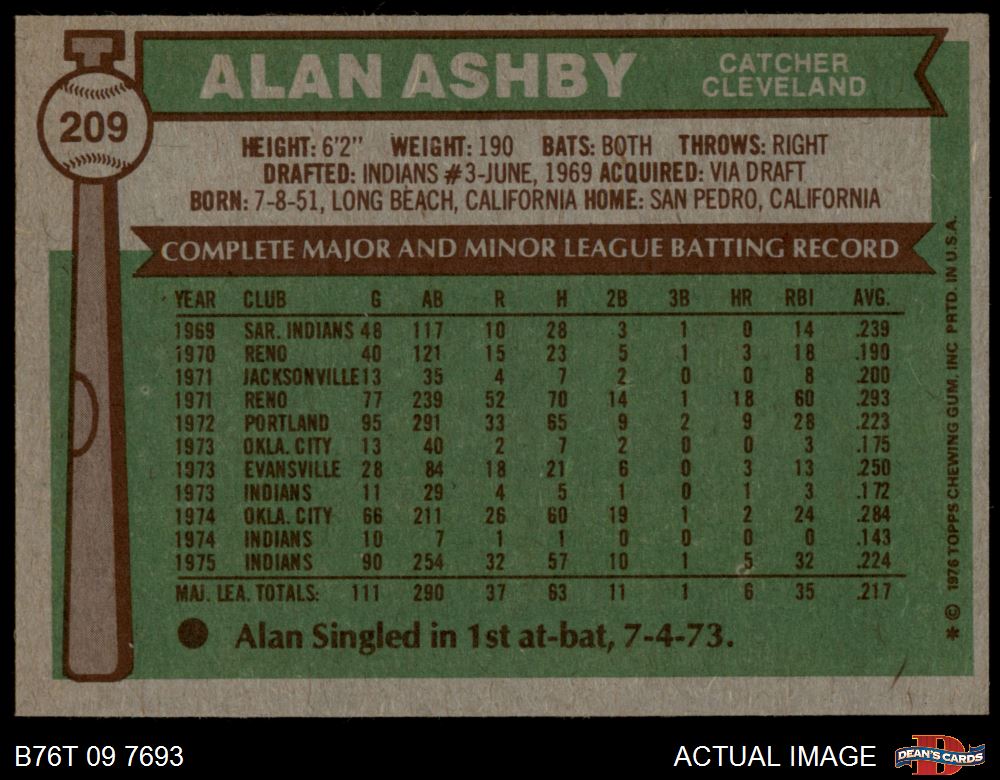 209
ALAN ASHBY
CATCHER
CLEVELAND
HEIGHT: 6'2" WEIGHT: 190 BATS: BOTH THROWS: RIGHT
DRAFTED: INDIANS #3-JUNE, 1969 ACQUIRED: VIA DRAFT
BORN: 7-8-51, LONG BEACH, CALIFORNIA HOME: SAN PEDRO, CALIFORNIA
COMPLETE MAJOR AND MINOR LEAGUE BATTING RECORD
YEAR CLUB G AB R H 2B 3B HR RBI AVG.
1969 SAR. INDIANS 48 117 10 28 3 1 0 14 .239
1970 RENO 40 121 15 23 5 1 3 18 .190
1971 JACKSONVILLE 13 35 4 7 2 0 0 8 .200
1971 RENO 77 239 52 70 14 1 18 60 .293
1972 PORTLAND 95 291 33 65 9 2 9 28 .223
1973 OKLA. CITY 13 40 2 7 2 0 0 3 .175
1973 EVANSVILLE 28 84 18 21 6 0 3 13 .250
1973 INDIANS 11 29 4 5 1 0 1 3 .172
1974 OKLA. CITY 66 211 26 60 19 1 2 24 .284
1974 INDIANS 10 7 1 1 0 0 0 0 .143
1975 INDIANS 90 254 32 57 10 1 5 32 .224
MAJ. LEA. TOTALS: 111 290 37 63 11 1 6 35 .217
Alan Singled in 1st at-bat, 7-4-73.
* © 1976 TOPPS CHEWING GUM. INC PRTD. IN U.S.A.
B76T 09 7693
ACTUAL IMAGE
D
DEAN'S CARDS